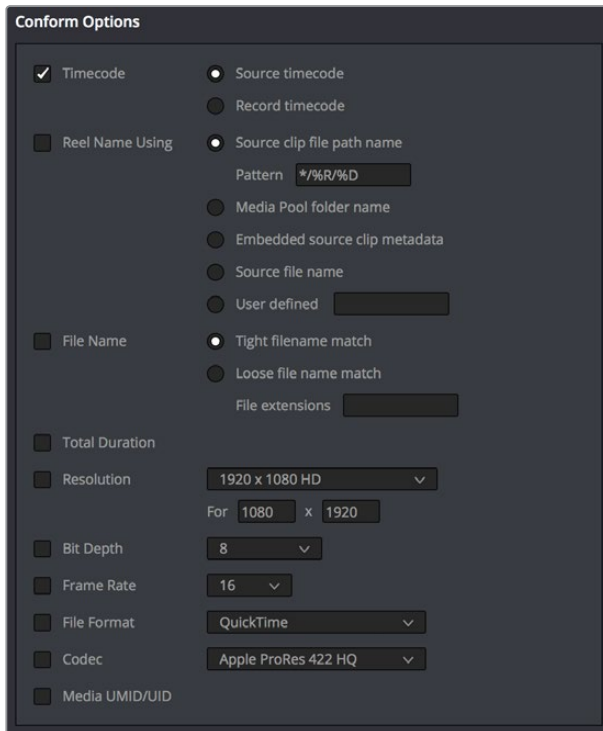 Conform Options
Timecode Source timecode
Record timecode
Reel Name Using Source clip file path name
Pattern */%R/%D
Media Pool folder name
Embedded source clip metadata
Source file name
User defined
File Name Tight filename match
Loose file name match
File extensions
Total Duration
Resolution 1920 x 1080 HD
For 1080 x 1920
Bit Depth 8
Frame Rate 16
File Format QuickTime
Codec Apple ProRes 422 HQ
Media UMID/UID